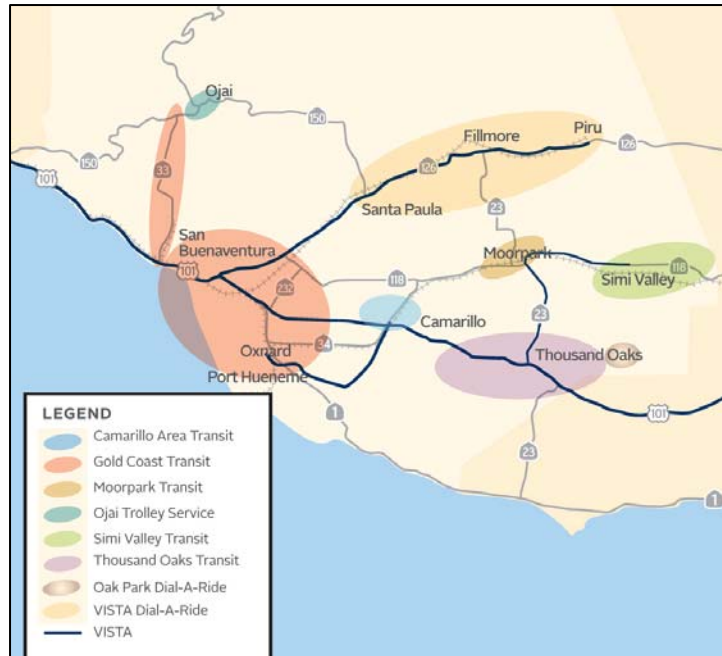 Ojai
150
33
150
101
Fillmore
Piru
126
126
Santa Paula
23
San
Buenaventura
101
Moorpark
118
232
118
Simi Valley
Camarillo
23
34
Oxnard
Thousand Oaks
Port Hueneme
1
101
23
1
LEGEND
Camarillo Area Transit
Gold Coast Transit
Moorpark Transit
Ojai Trolley Service
Simi Valley Transit
Thousand Oaks Transit
Oak Park Dial-A-Ride
VISTA Dial-A-Ride
VISTA